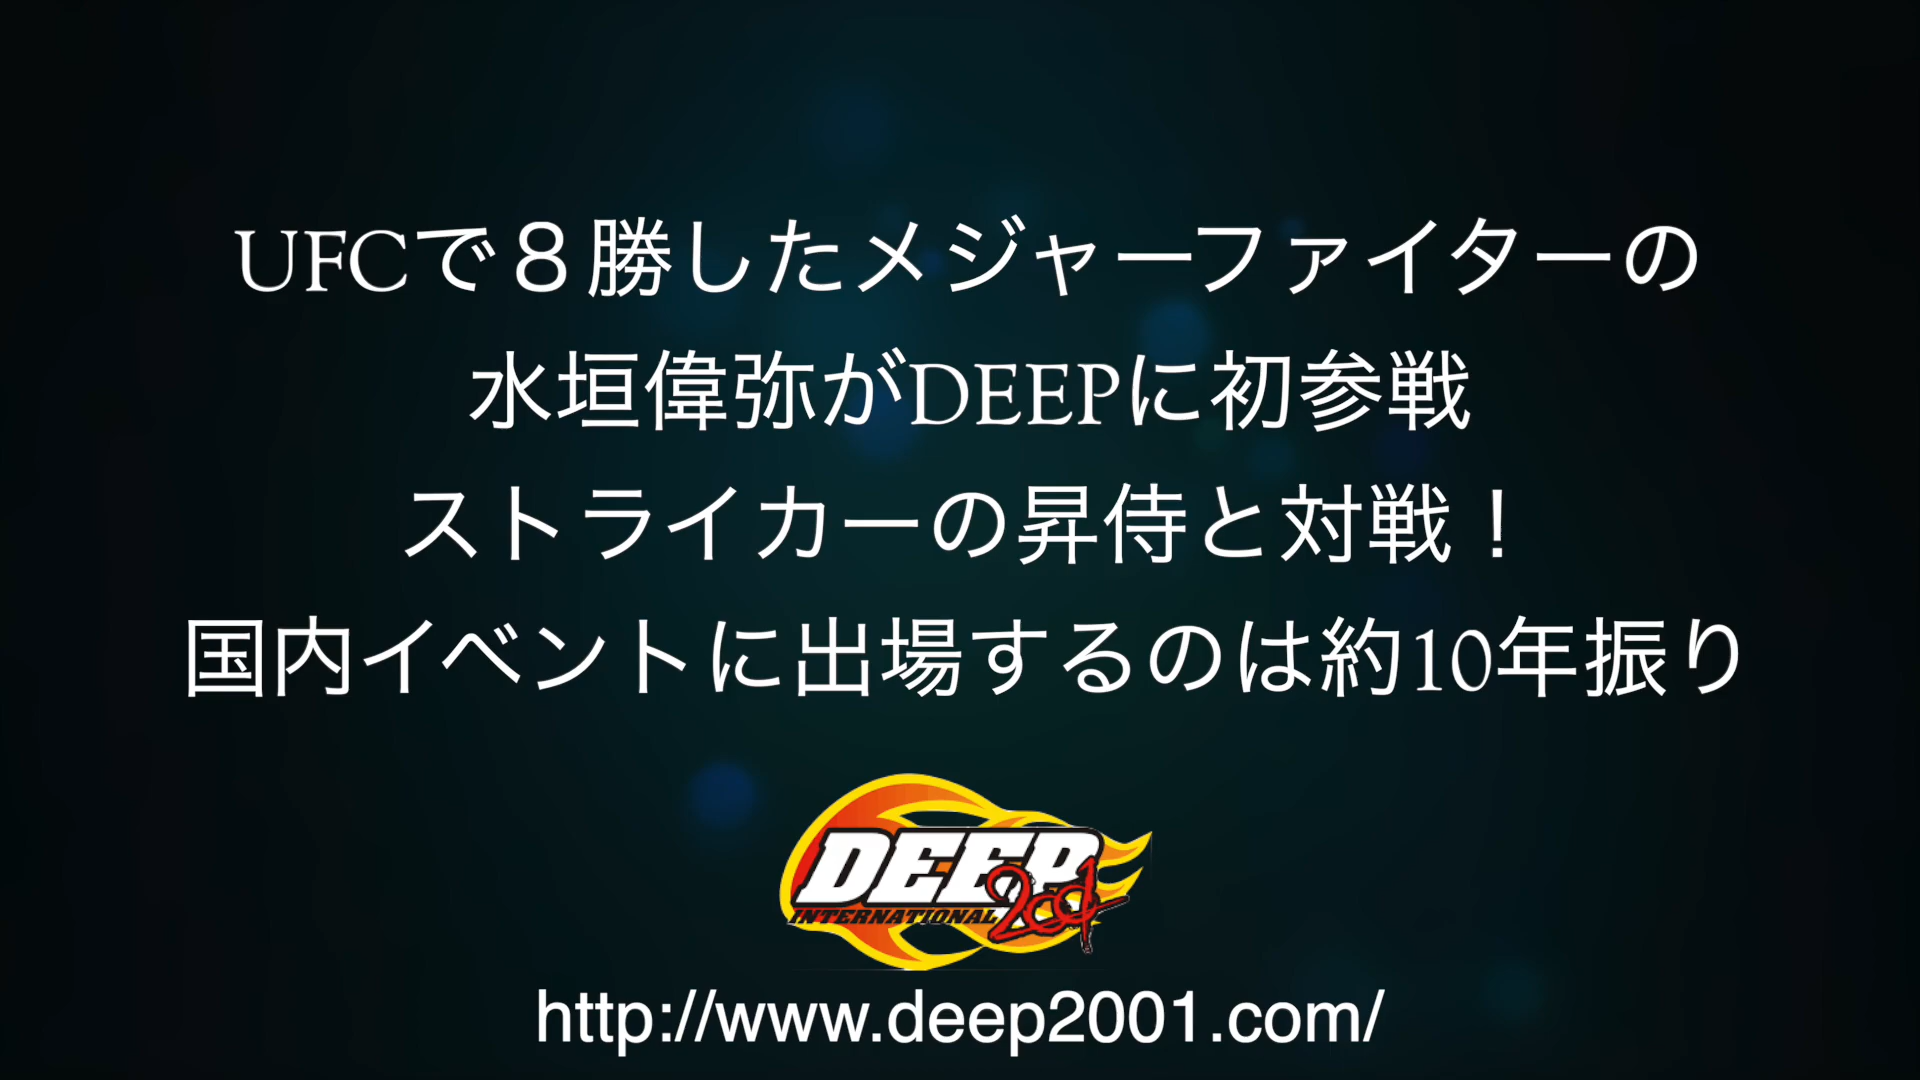 UFCで８勝したメジャーファイターの
水垣偉弥がDEEPに初参戦
ストライカーの昇侍と対戦！
国内イベントに出場するのは約10年振り
DEEP
2001
INTERNATIONAL
http://www.deep2001.com/